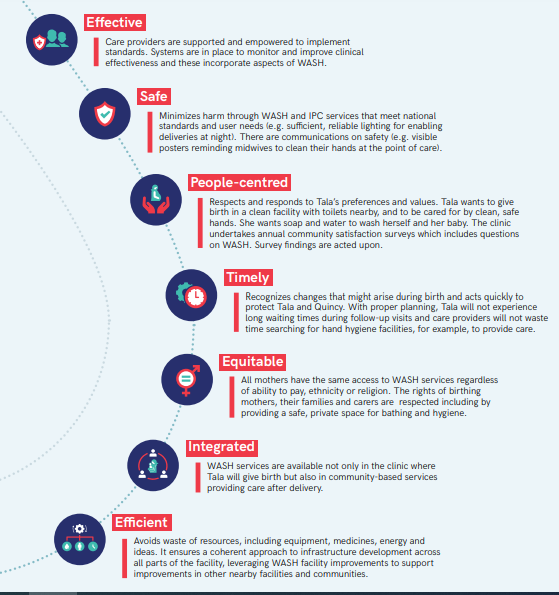 Effective
Care providers are supported and empowered to implement
standards. Systems are in place to monitor and improve clinical
effectiveness and these incorporate aspects of WASH.
Safe
Minimizes harm through WASH and IPC services that meet national
standards and user needs (e.g. sufficient, reliable lighting for enabling
deliveries at night). There are communications on safety (e.g. visible
posters reminding midwives to clean their hands at the point of care).
People-centred
Respects and responds to Tala's preferences and values. Tala wants to give
birth in a clean facility with toilets nearby, and to be cared for by clean, safe
hands. She wants soap and water to wash herself and her baby. The clinic
undertakes annual community satisfaction surveys which includes questions
on WASH. Survey findings are acted upon.
Timely
Recognizes changes that might arise during birth and acts quickly to
protect Tala and Quincy. With proper planning, Tala will not experience
long waiting times during follow-up visits and care providers will not waste
time searching for hand hygiene facilities, for example, to provide care.
Equitable
All mothers have the same access to WASH services regardless
of ability to pay, ethnicity or religion. The rights of birthing
mothers, their families and carers are respected including by
providing a safe, private space for bathing and hygiene.
Integrated
WASH services are available not only in the clinic where
Tala will give birth but also in community-based services
providing care after delivery.
Efficient
Avoids waste of resources, including equipment, medicines, energy and
ideas. It ensures a coherent approach to infrastructure development across
all parts of the facility, leveraging WASH facility improvements to support
improvements in other nearby facilities and communities.